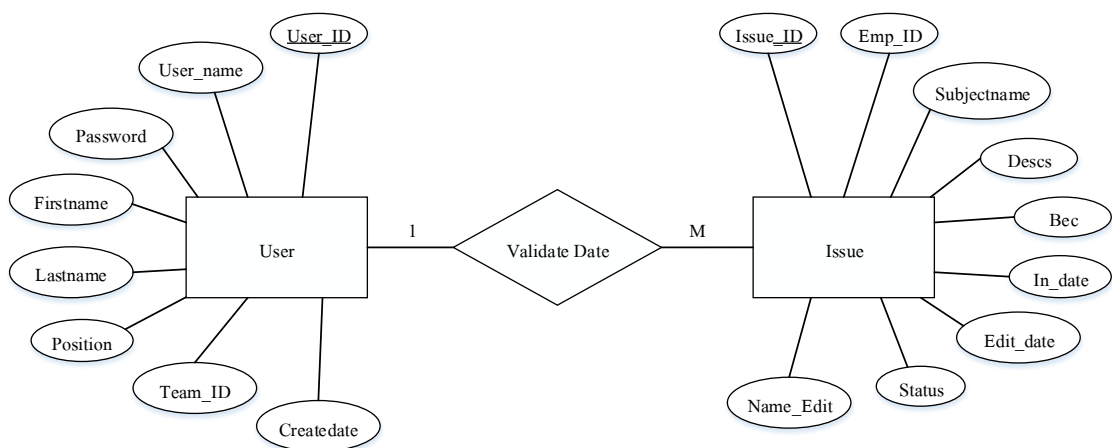 User_ID
User_name
Password
Firstname
Lastname
Position
Team_ID
Createdate
User
1
Validate Date
M
Issue
Issue_ID
Emp_ID
Subjectname
Descs
Bec
In_date
Edit_date
Status
Name_Edit